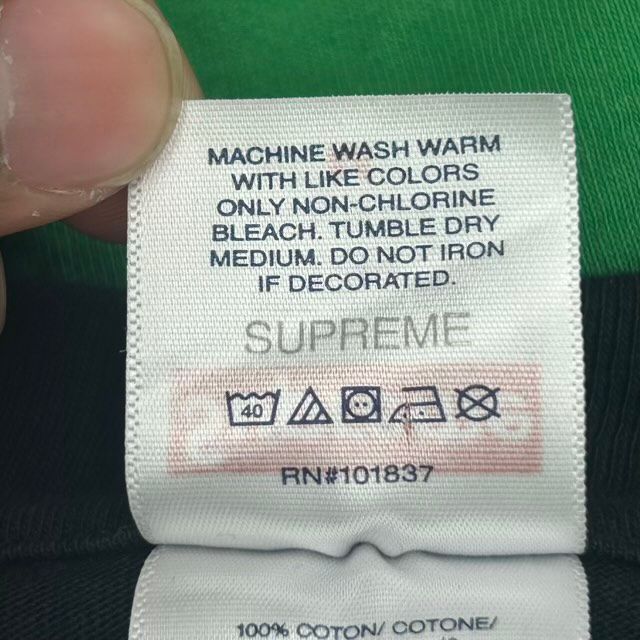 MACHINE WASH WARM
WITH LIKE COLORS
ONLY NON-CHLORINE
BLEACH. TUMBLE DRY
MEDIUM. DO NOT IRON
IF DECORATED.
SUPREME
40
RN#101837
100% COTON/ COTONE/